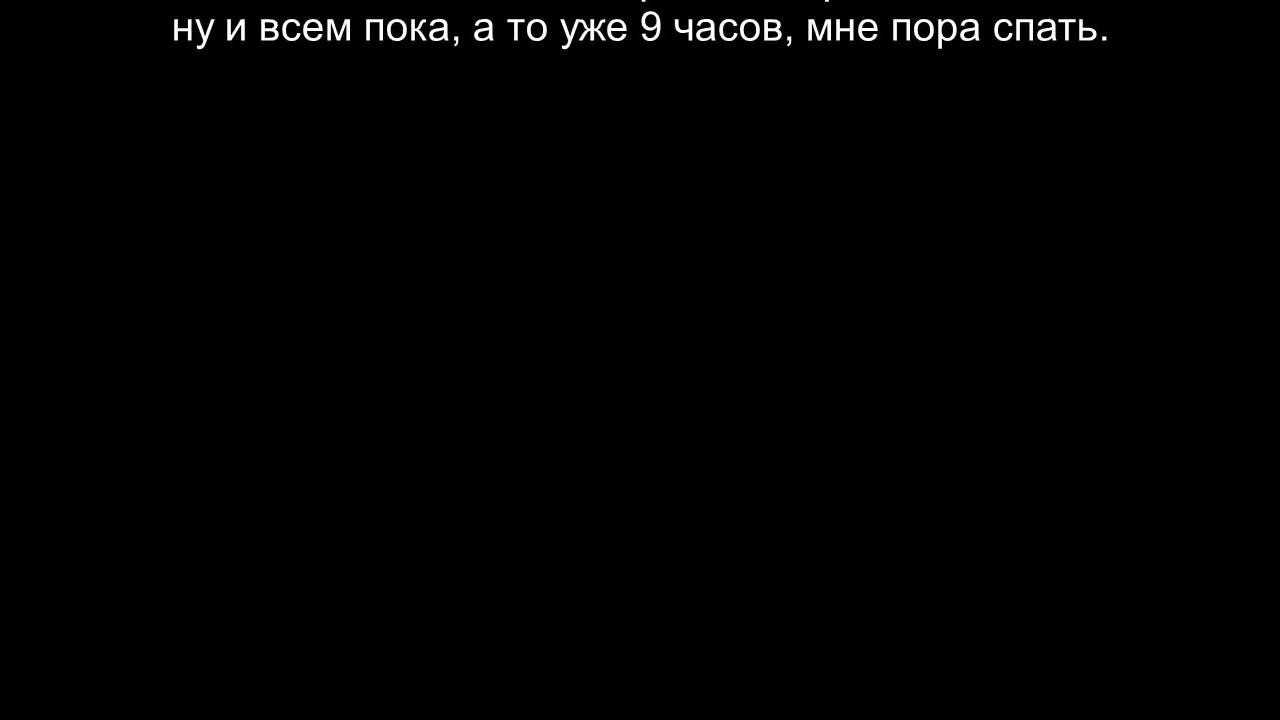 ну и всем пока, а то уже 9 часов, мне пора спать.